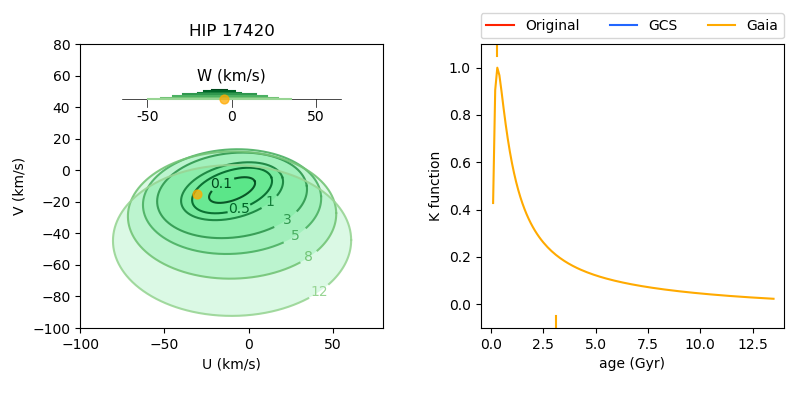 HIP 17420
Original GCS Gaia
80
60
40
20
0
−20
−40
−60
−80
−100
V (km/s)
W (km/s)
-50 0 50
0.1
0.5
1
3
5
8
12
−100 −50 0 50
U (km/s)
1.0
0.8
0.6
0.4
0.2
0.0
K function
0.0 2.5 5.0 7.5 10.0 12.5
age (Gyr)